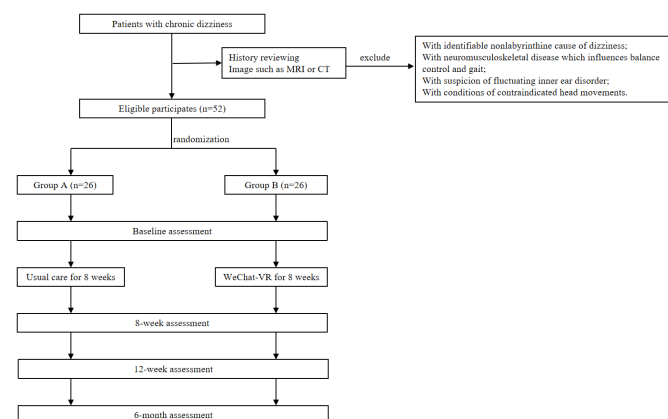 Patients with chronic dizziness
History reviewing
Image such as MRI or CT
exclude
With identifiable nonlabyrinthine cause of dizziness;
With neuromusculoskeletal disease which influences balance
control and gait;
With suspicion of fluctuating inner ear disorder;
With conditions of contraindicated head movements.
Eligible participates (n=52)
randomization
Group A (n=26)
Group B (n=26)
Baseline assessment
Usual care for 8 weeks
WeChat-VR for 8 weeks
8-week assessment
12-week assessment
6-month assessment